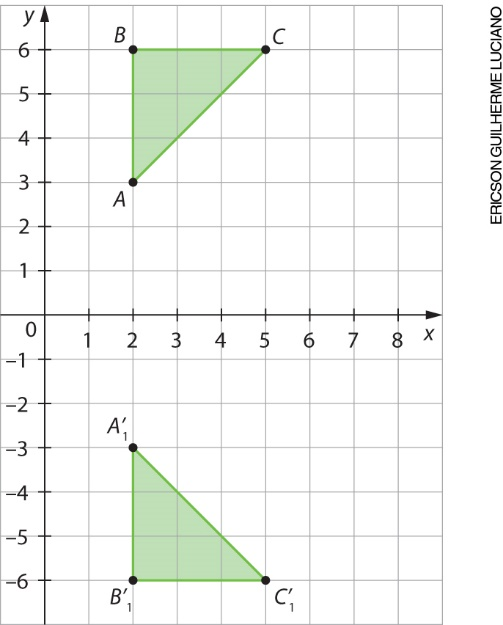 y
B
C
6
5
4
3
A
2
1
0
1 2 3 4 5 6 7 8 x
−1
−2
A′₁
−3
−4
−5
−6
B′₁
C′₁
ERICSON GUILHERME LUCIANO